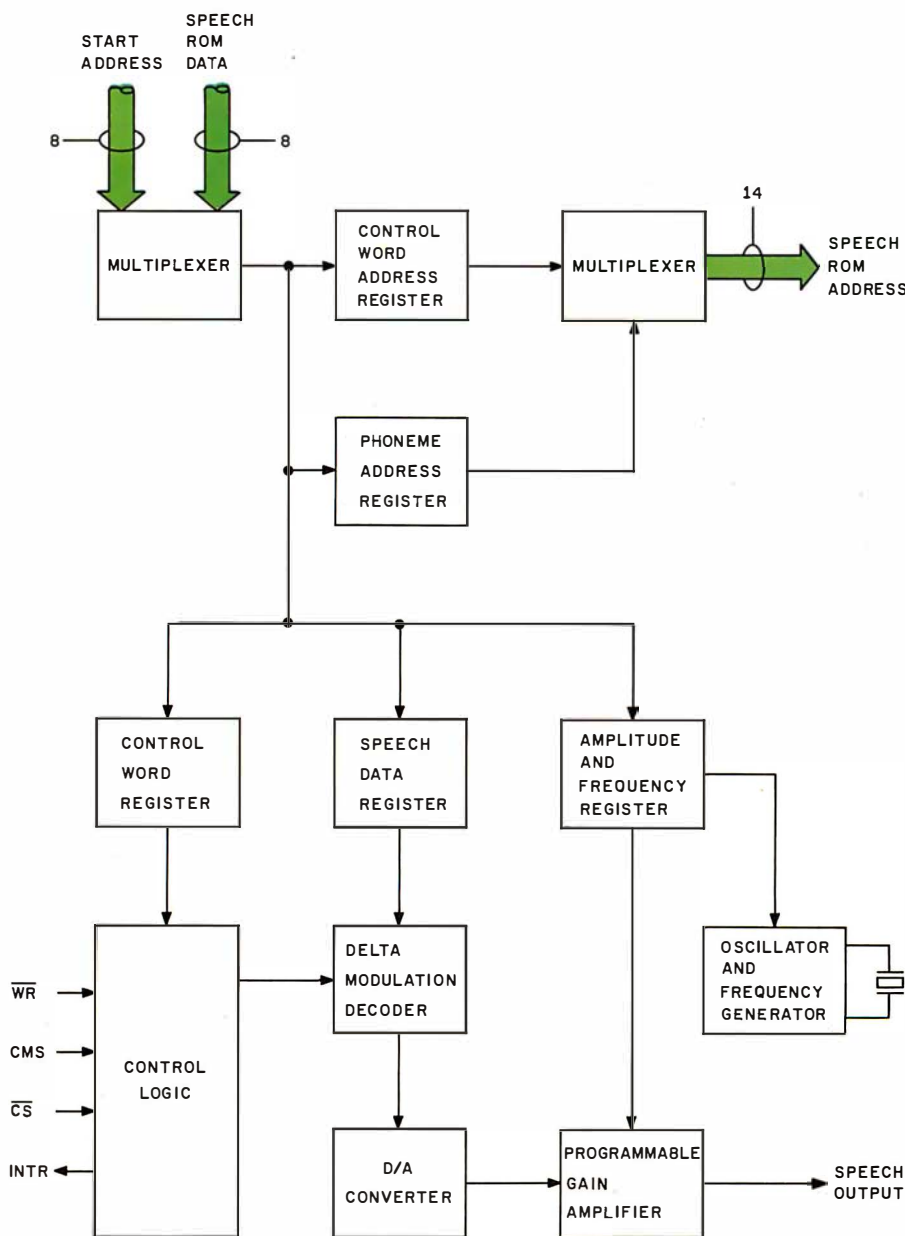 START
ADDRESS
SPEECH
ROM
DATA
8
8
MULTIPLEXER
CONTROL
WORD
ADDRESS
REGISTER
MULTIPLEXER
14
SPEECH
ROM
ADDRESS
PHONEME
ADDRESS
REGISTER
CONTROL
WORD
REGISTER
SPEECH
DATA
REGISTER
AMPLITUDE
AND
FREQUENCY
REGISTER
DELTA
MODULATION
DECODER
OSCILLATOR
AND
FREQUENCY
GENERATOR
W̅R̅
CMS
C̅S̅
INTR
CONTROL
LOGIC
D/A
CONVERTER
PROGRAMMABLE
GAIN
AMPLIFIER
SPEECH
OUTPUT